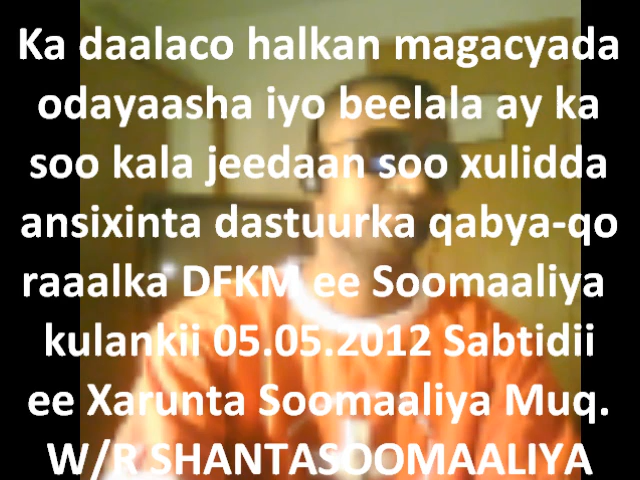 Ka daalaco halkan magacyada
odayaasha iyo beelala ay ka
soo kala jeedaan soo xulidda
ansixinta dastuurka qabya-qo
raaalka DFKM ee Soomaaliya
kulankii 05.05.2012 Sabtidii
ee Xarunta Soomaaliya Muq.
W/R SHANTASOOMAALIYA